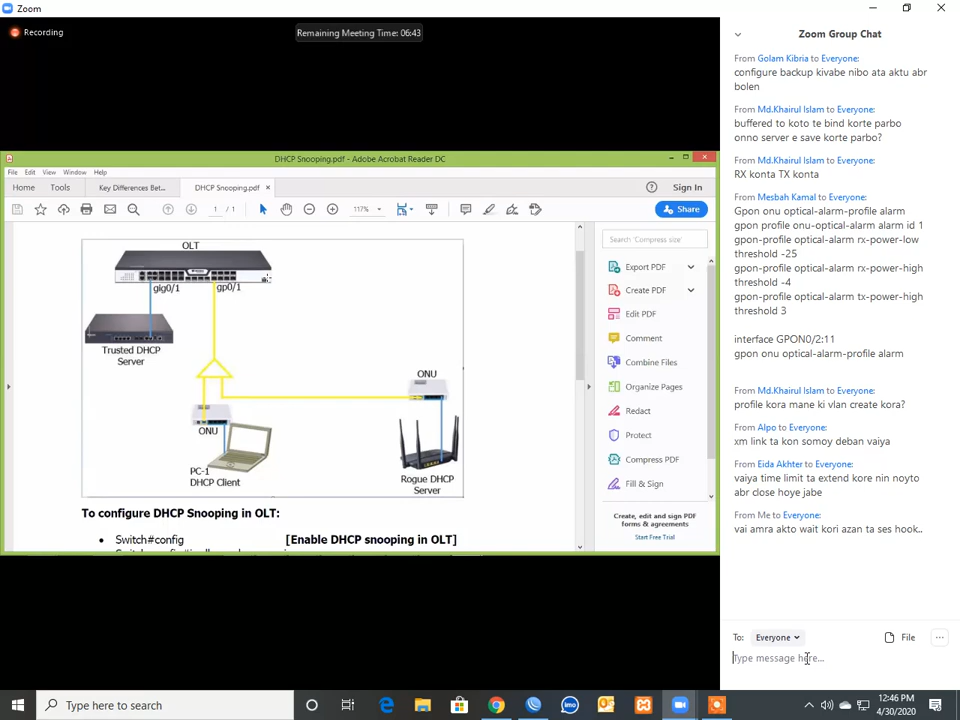 Zoom
Recording
Remaining Meeting Time: 06:43
Zoom Group Chat
From Golam Kibria to Everyone:
configure backup kivabe nibo ata aktu abr
bolen
From Md.Khairul Islam to Everyone:
buffered to koto te bind korte parbo
onno server e save korte parbo?
From Md.Khairul Islam to Everyone:
RX konta TX konta
From Mesbah Kamal to Everyone:
Gpon onu optical-alarm-profile alarm
gpon profile onu-optical-alarm alarm id 1
gpon-profile optical-alarm rx-power-low
threshold -25
gpon-profile optical-alarm rx-power-high
threshold -4
gpon-profile optical-alarm tx-power-high
threshold 3
interface GPON0/2:11
gpon onu optical-alarm-profile alarm
From Md.Khairul Islam to Everyone:
profile kora mane ki vlan create kora?
From Alpo to Everyone:
xm link ta kon somoy deban vaiya
From Eida Akhter to Everyone:
vaiya time limit ta extend kore nin noyto
abr close hoye jabe
From Me to Everyone:
vai amra akto wait kori azan ta ses hook..
To: Everyone
File
Type message here...
DHCP Snooping.pdf - Adobe Acrobat Reader DC
File Edit View Window Help
Home Tools Key Differences Bet... DHCP Snooping.pdf × Sign In
1 / 1 117% Share
OLT
gig0/1 gp0/1
Trusted DHCP
Server
ONU
ONU
PC-1
DHCP Client
Rogue DHCP
Server
To configure DHCP Snooping in OLT:
• Switch#config [Enable DHCP snooping in OLT]
Search 'Compress size'
Export PDF
Create PDF
Edit PDF
Comment
Combine Files
Organize Pages
Redact
Protect
Compress PDF
Fill & Sign
Create, edit and sign PDF
forms & agreements
Start Free Trial
Type here to search
imo
12:46 PM
4/30/2020